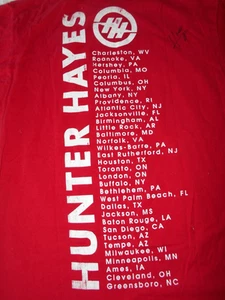 HH
HUNTER HAYES
Charleston, WV
Roanoke, VA
Hershey, PA
Columbia, MO
Peoria, IL
Columbus, OH
New York, NY
Albany, NY
Providence, RI
Atlantic City, NJ
Jacksonville, FL
Birmingham, AL
Little Rock, AR
Baltimore, MD
Norfolk, VA
Wilkes-Barre, PA
East Rutherford, NJ
Houston, TX
Toronto, ON
London, ON
Buffalo, NY
Bethlehem, PA
West Palm Beach, FL
Dallas, TX
Jackson, MS
Baton Rouge, LA
San Diego, CA
Tucson, AZ
Tempe, AZ
Milwaukee, WI
Minneapolis, MN
Ames, IA
Cleveland, OH
Greensboro, NC